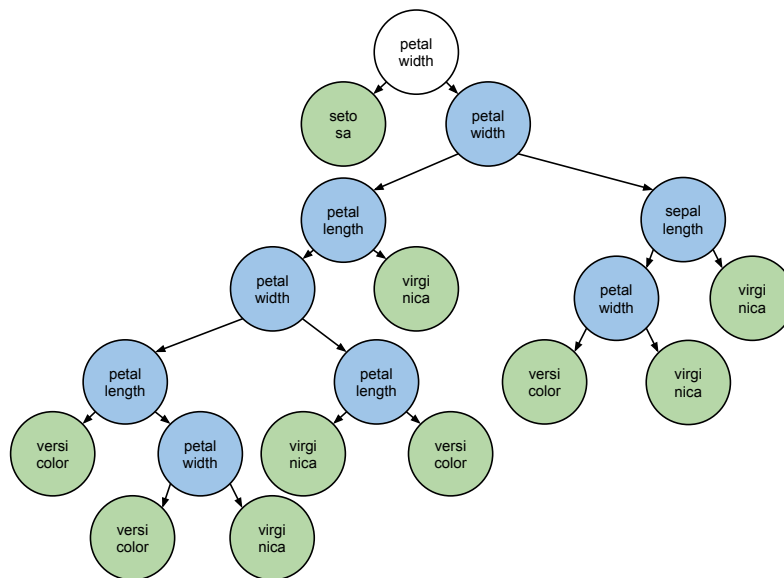 petal
width
seto
sa
petal
width
petal
length
sepal
length
petal
width
virgi
nica
petal
width
virgi
nica
petal
length
petal
length
versi
color
virgi
nica
versi
color
petal
width
virgi
nica
versi
color
versi
color
virgi
nica